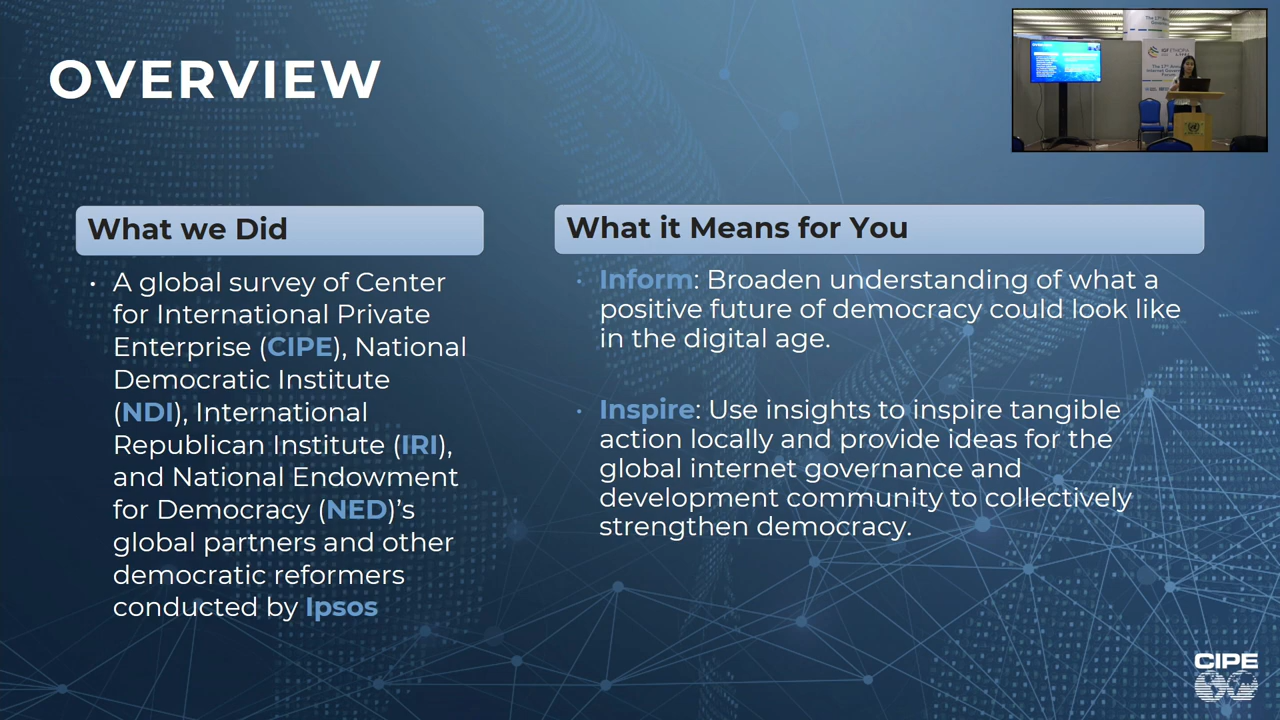 OVERVIEW
What we Did
• A global survey of Center
for International Private
Enterprise (CIPE), National
Democratic Institute
(NDI), International
Republican Institute (IRI),
and National Endowment
for Democracy (NED)’s
global partners and other
democratic reformers
conducted by Ipsos
What it Means for You
• Inform: Broaden understanding of what a
positive future of democracy could look like
in the digital age.
• Inspire: Use insights to inspire tangible
action locally and provide ideas for the
global internet governance and
development community to collectively
strengthen democracy.
CIPE